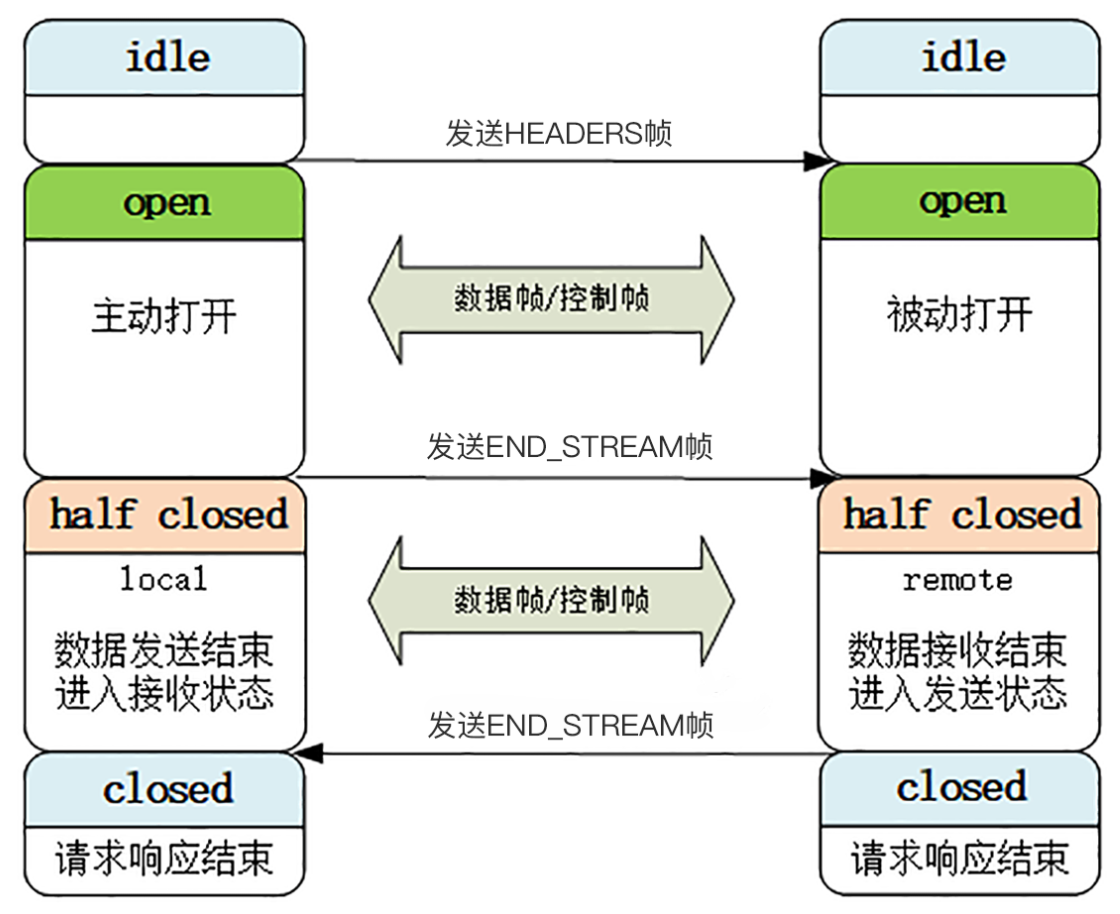 idle
idle
发送HEADERS帧
open
open
主动打开
数据帧/控制帧
被动打开
发送END_STREAM帧
half closed
half closed
local
数据帧/控制帧
remote
数据发送结束
进入接收状态
数据接收结束
进入发送状态
发送END_STREAM帧
closed
closed
请求响应结束
请求响应结束